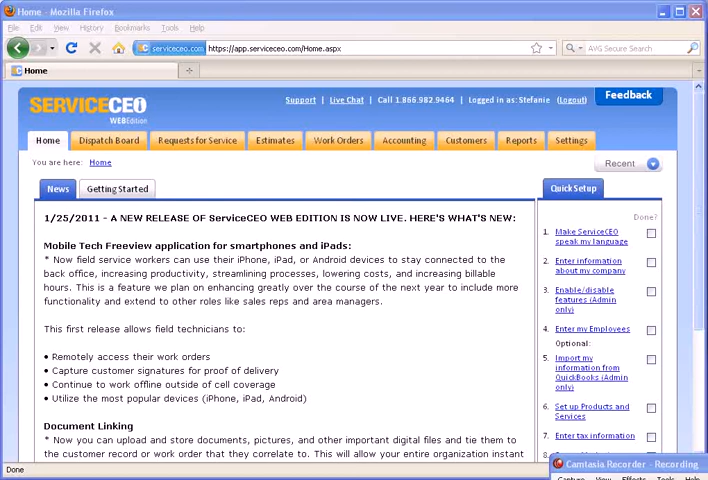 Home - Mozilla Firefox
File Edit View History Bookmarks Tools Help
serviceceo.com https://app.serviceceo.com/Home.aspx AVG Secure Search
Home
SERVICECEO
WEBEdition
Support | Live Chat | Call 1.866.982.9464 | Logged in as: Stefanie (Logout)
Feedback
Home Dispatch Board Requests for Service Estimates Work Orders Accounting Customers Reports Settings
You are here: Home
Recent
News Getting Started
Quick Setup
1/25/2011 - A NEW RELEASE OF ServiceCEO WEB EDITION IS NOW LIVE. HERE'S WHAT'S NEW:
Mobile Tech Freeview application for smartphones and iPads:
* Now field service workers can use their iPhone, iPad, or Android devices to stay connected to the
back office, increasing productivity, streamlining processes, lowering costs, and increasing billable
hours. This is a feature we plan on enhancing greatly over the course of the next year to include more
functionality and extend to other roles like sales reps and area managers.
This first release allows field technicians to:
• Remotely access their work orders
• Capture customer signatures for proof of delivery
• Continue to work offline outside of cell coverage
• Utilize the most popular devices (iPhone, iPad, Android)
Document Linking
* Now you can upload and store documents, pictures, and other important digital files and tie them to
the customer record or work order that they correlate to. This will allow your entire organization instant
Done?
1. Make ServiceCEO
speak my language
2. Enter information
about my company
3. Enable/disable
features (Admin
only)
4. Enter my Employees
Optional:
5. Import my
information from
QuickBooks (Admin
only)
6. Set up Products and
Services
7. Enter tax information
Done
Camtasia Recorder - Recording
Capture View Effects Tools Help